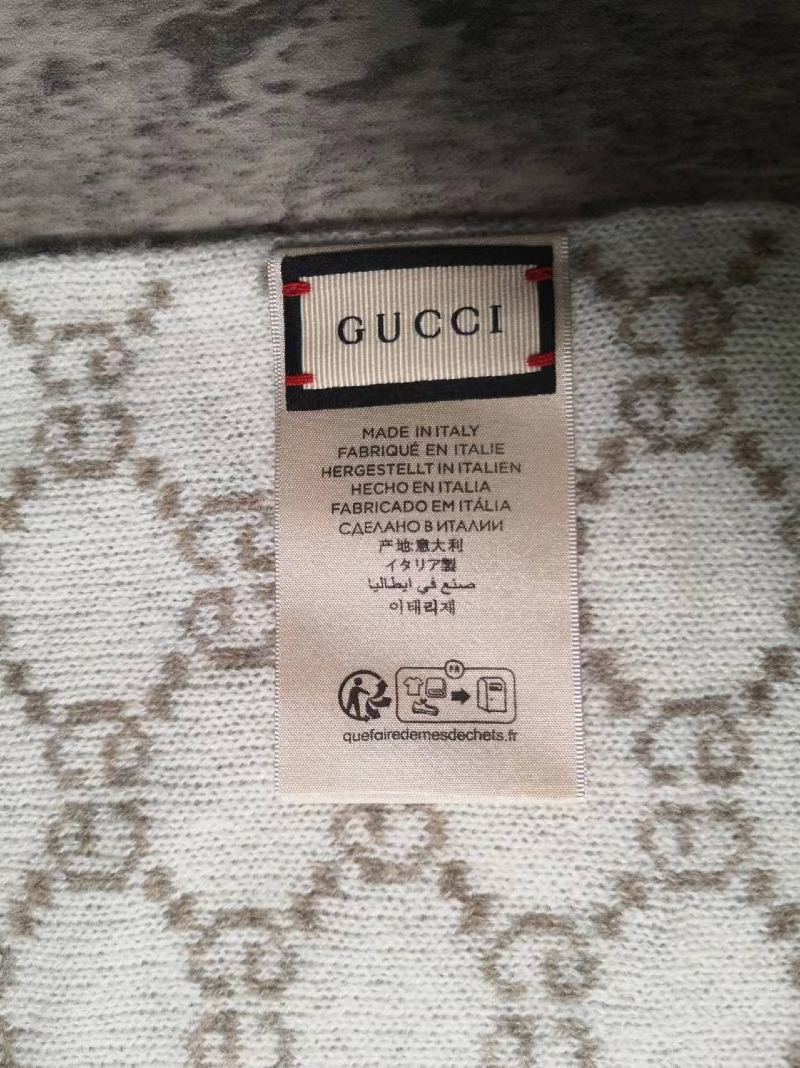 GUCCI
MADE IN ITALY
FABRIQUÉ EN ITALIE
HERGESTELLT IN ITALIEN
HECHO EN ITALIA
FABRICADO EM ITÁLIA
СДЕЛАНО В ИТАЛИИ
产地:意大利
イタリア製
صنع في ايطاليا
이태리제
FR
quefairedemesdechets.fr